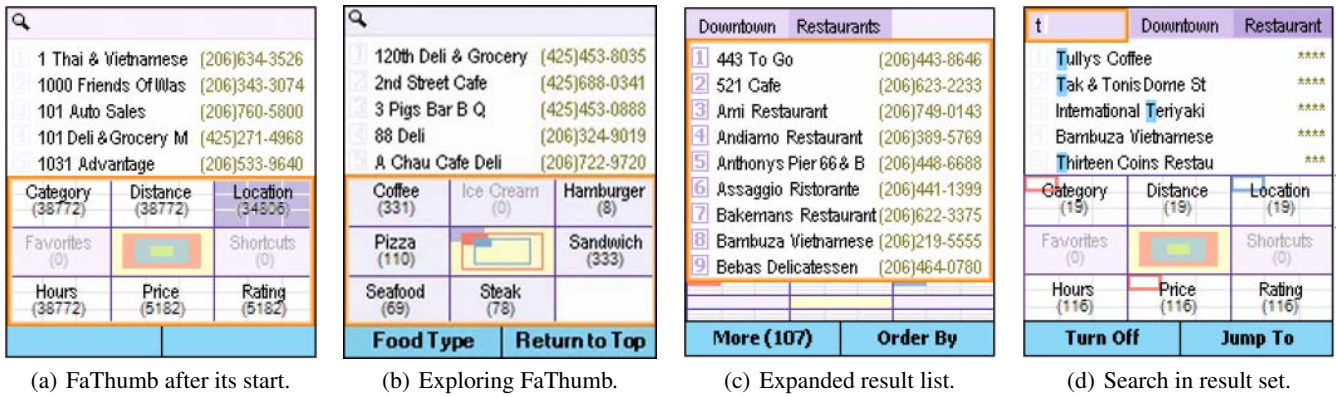 1 Thai & Vietnamese (206)634-3526
1000 Friends Of Was (206)343-3074
101 Auto Sales (206)760-5800
101 Deli & Grocery M (425)271-4968
1031 Advantage (206)533-9640
Category Distance Location
(38772) (38772) (34806)
Favorites Shortcuts
(0) (0)
Hours Price Rating
(38772) (5182) (5182)
(a) FaThumb after its start.
1 120th Deli & Grocery (425)453-8035
2 2nd Street Cafe (425)688-0341
3 3 Pigs Bar B Q (425)453-0888
88 Deli (206)324-9019
5 A Chau Cafe Deli (206)722-9720
Coffee Ice Cream Hamburger
(331) (0) (8)
Pizza Sandwich
(110) (333)
Seafood Steak
(69) (78)
Food Type Return to Top
(b) Exploring FaThumb.
Downtown Restaurants
1 443 To Go (206)443-8646
2 521 Cafe (206)623-2233
3 Ami Restaurant (206)749-0143
4 Andiamo Restaurant (206)389-5769
5 Anthonys Pier 66 & B (206)448-6688
6 Assaggio Ristorante (206)441-1399
7 Bakemans Restaurant (206)622-3375
8 Bambuza Vietnamese (206)219-5555
9 Bebas Delicatessen (206)464-0780
More (107) Order By
(c) Expanded result list.
t Downtown Restaurant
Tullys Coffee ****
Tak & Tonis Dome St ****
International Teriyaki ****
Bambuza Vietnamese ****
Thirteen Coins Restau ***
Category Distance Location
(19) (19) (19)
Favorites Shortcuts
(0) (0)
Hours Price Rating
(116) (116) (116)
Turn Off Jump To
(d) Search in result set.